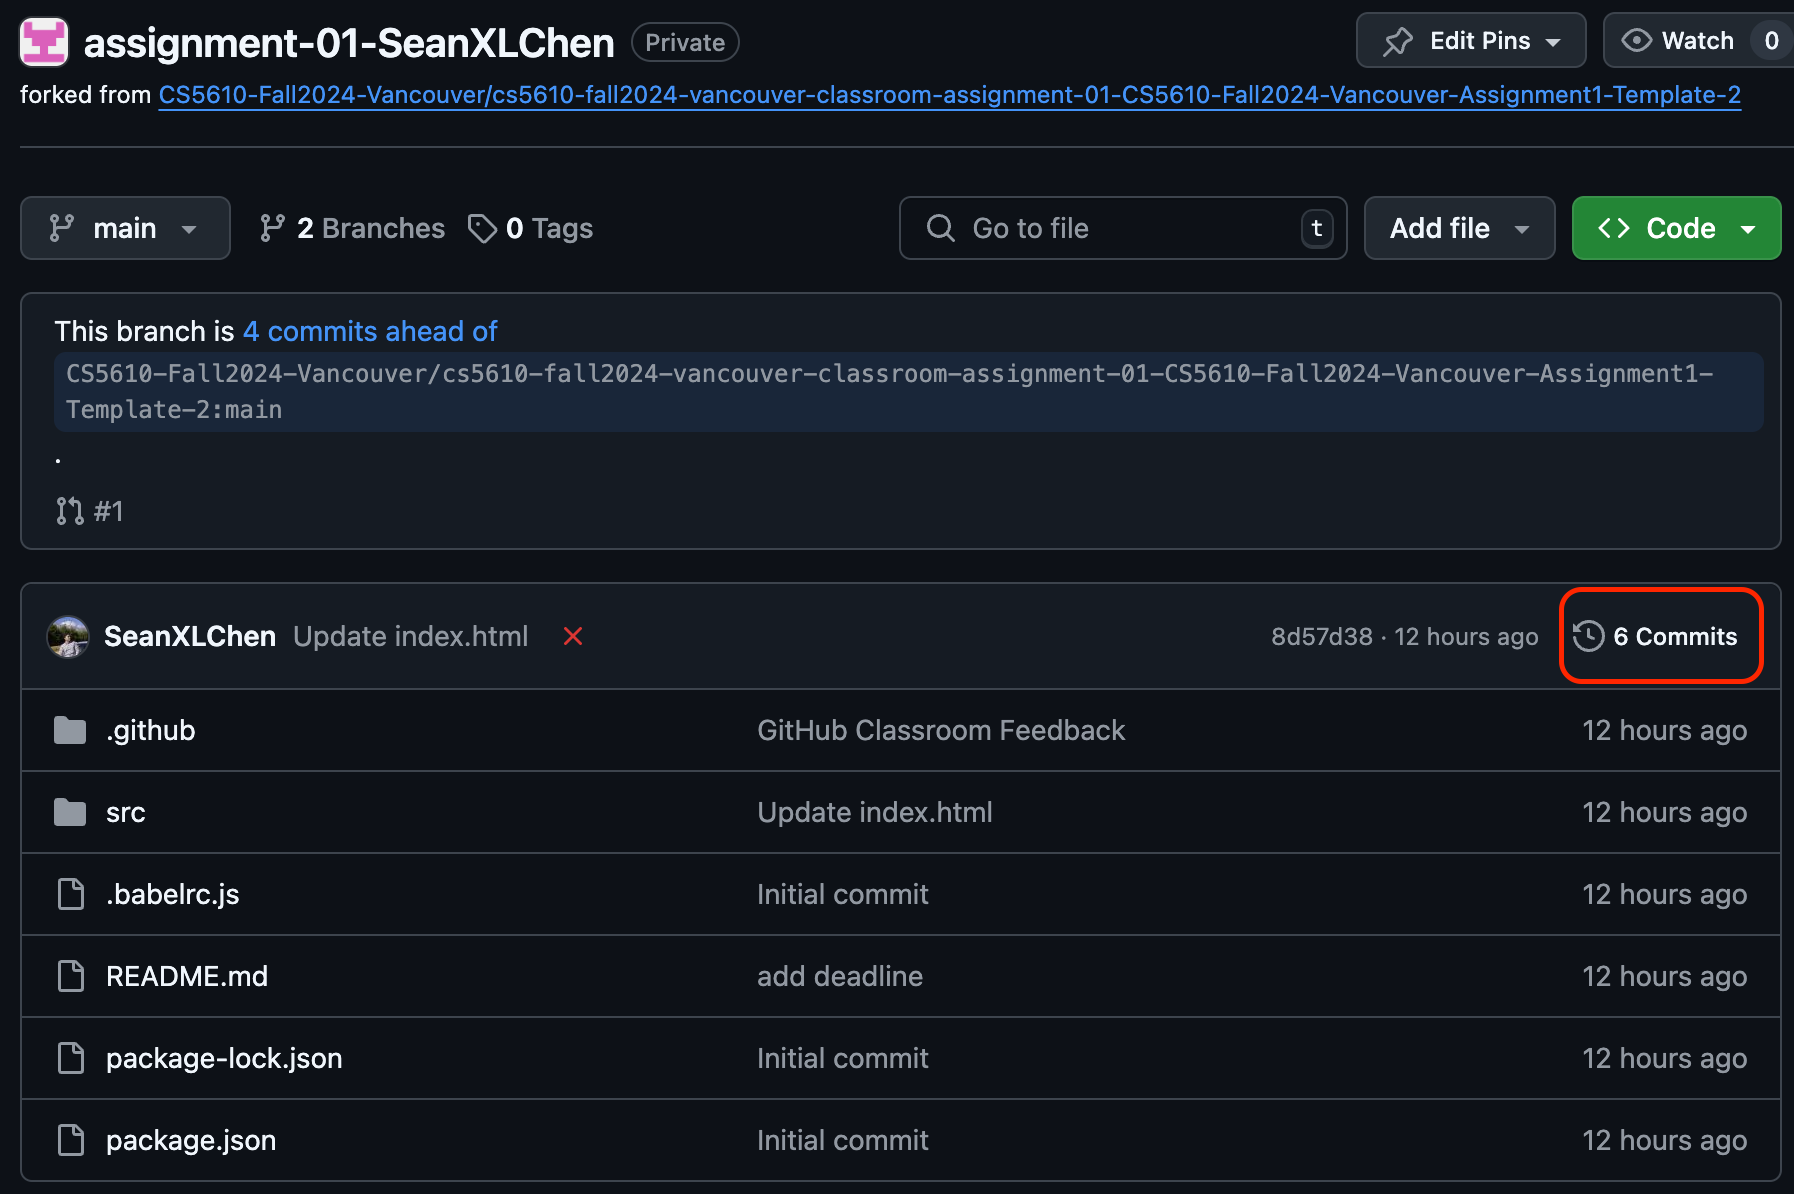 assignment-01-SeanXLChen Private Edit Pins Watch 0
forked from CS5610-Fall2024-Vancouver/cs5610-fall2024-vancouver-classroom-assignment-01-CS5610-Fall2024-Vancouver-Assignment1-Template-2
main 2 Branches 0 Tags Go to file t Add file Code
This branch is 4 commits ahead of
CS5610-Fall2024-Vancouver/cs5610-fall2024-vancouver-classroom-assignment-01-CS5610-Fall2024-Vancouver-Assignment1-
Template-2:main
.
#1
SeanXLChen Update index.html 8d57d38 · 12 hours ago 6 Commits
.github GitHub Classroom Feedback 12 hours ago
src Update index.html 12 hours ago
.babelrc.js Initial commit 12 hours ago
README.md add deadline 12 hours ago
package-lock.json Initial commit 12 hours ago
package.json Initial commit 12 hours ago